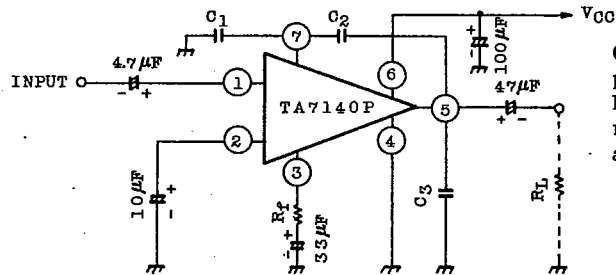 C1
C2
VCC
4.7µF
100µF
47µF
INPUT
TA7140P
1
2
3
4
5
6
7
10µF
Rf
33µF
C3
RL